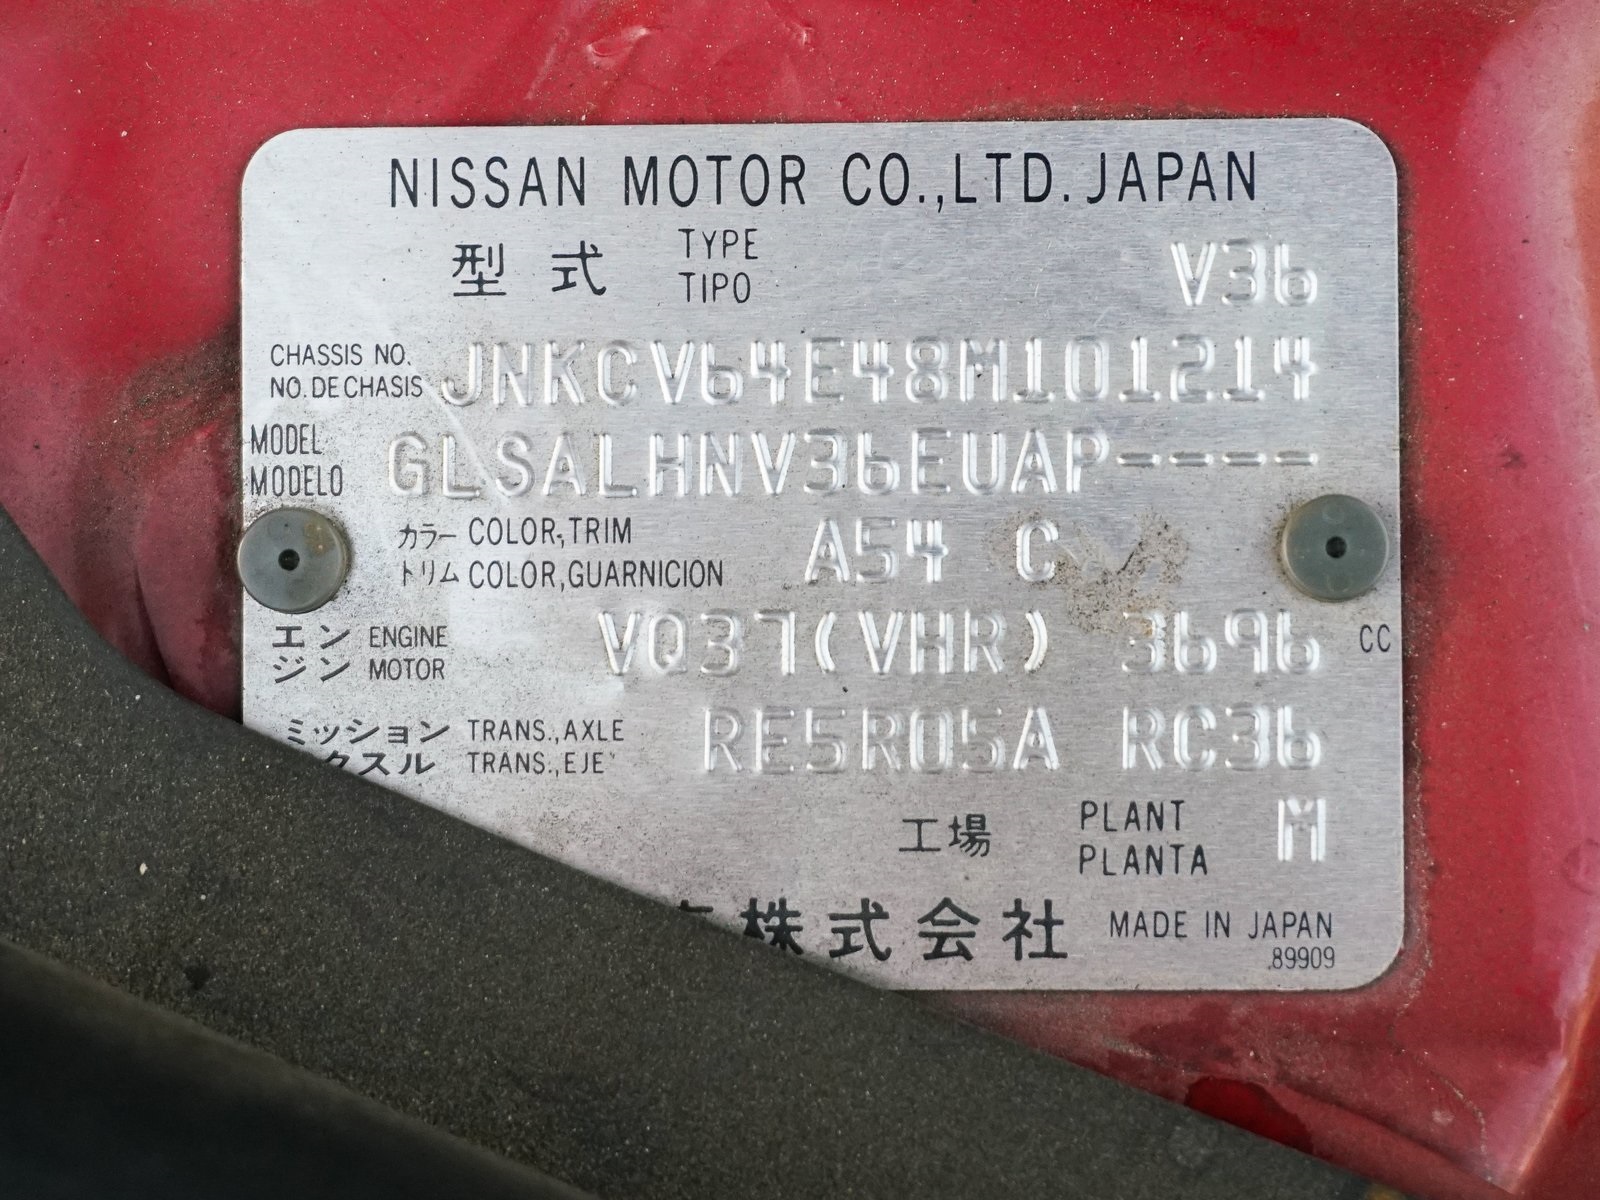 NISSAN MOTOR CO.,LTD. JAPAN
型式 TYPE V36
TIPO
CHASSIS NO. JNKCV64E48M101214
NO. DE CHASIS
MODEL GLSALHNV36EUAP----
MODELO
カラー COLOR,TRIM A54 C
トリム COLOR,GUARNICION
エン ENGINE VQ37(VHR) 3696 CC
ジン MOTOR
ミッション TRANS.,AXLE RE5R05A RC36
クスル TRANS.,EJE
工場 PLANT M
PLANTA
株式会社 MADE IN JAPAN
.89909